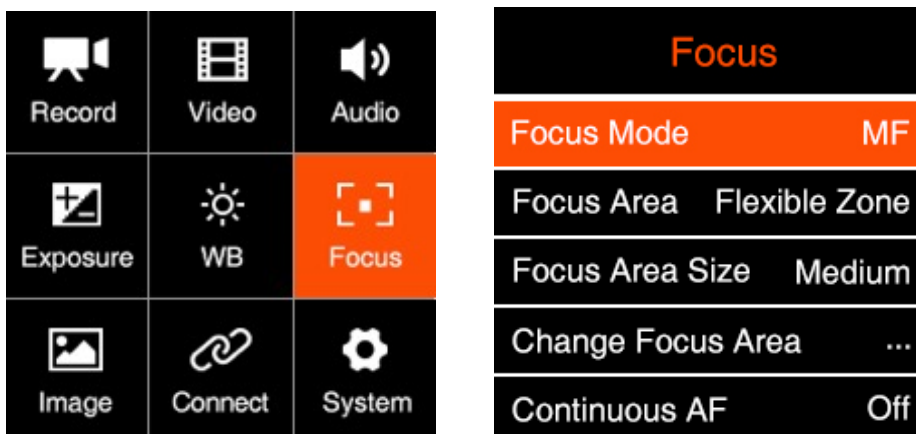 Record Video Audio
Exposure WB Focus
Image Connect System
Focus
Focus Mode MF
Focus Area Flexible Zone
Focus Area Size Medium
Change Focus Area ...
Continuous AF Off